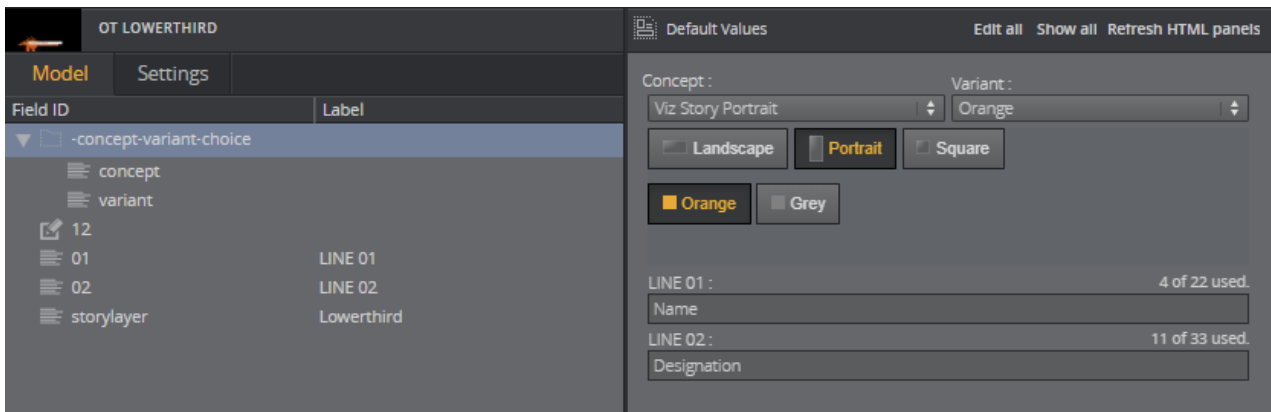 OT LOWERTHIRD
Model Settings
Field ID Label
-concept-variant-choice
concept
variant
12
01 LINE 01
02 LINE 02
storylayer Lowerthird
Default Values Edit all Show all Refresh HTML panels
Concept : Variant :
Viz Story Portrait Orange
Landscape Portrait Square
Orange Grey
LINE 01 : 4 of 22 used.
Name
LINE 02 : 11 of 33 used.
Designation